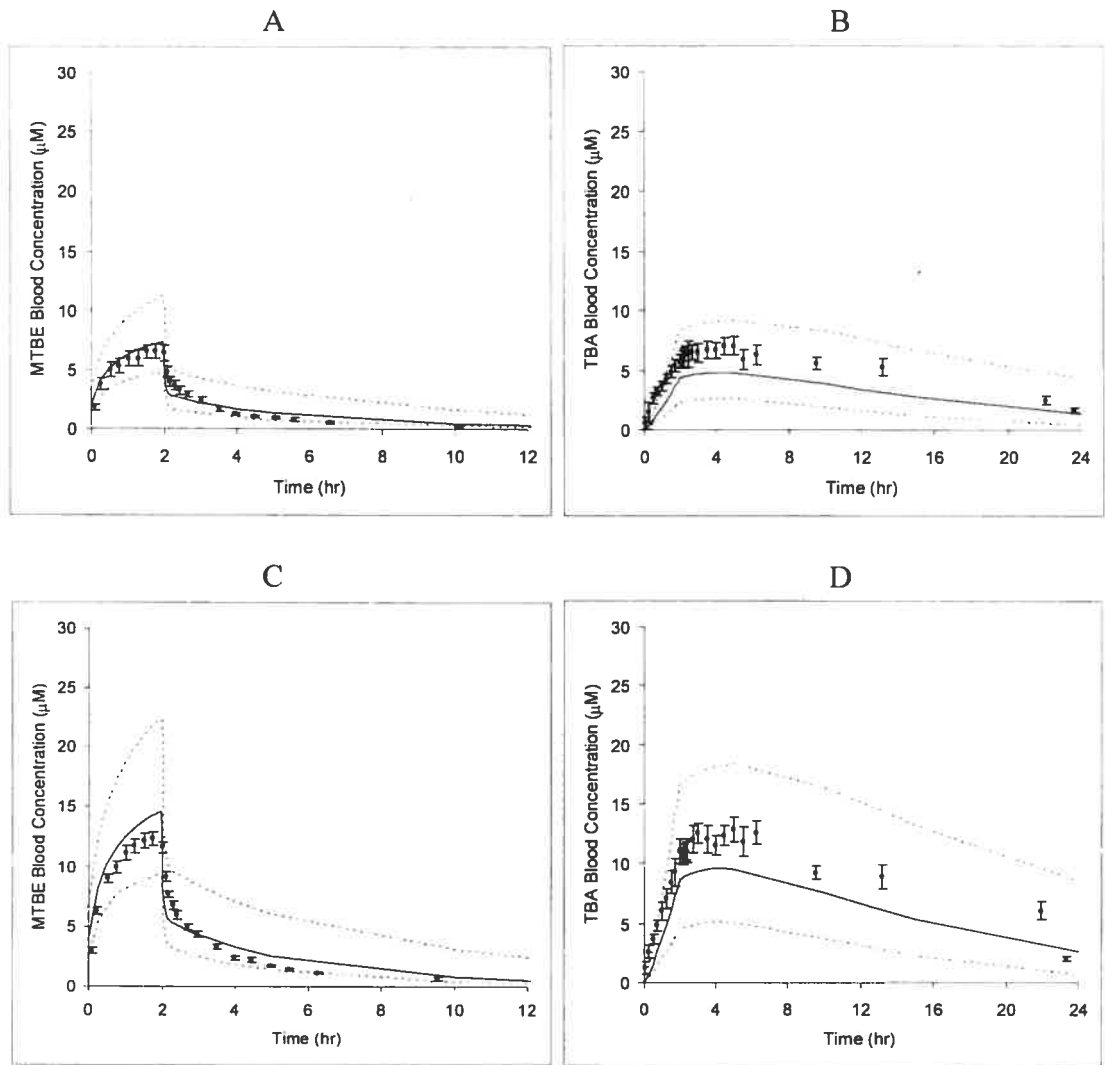 A
MTBE Blood Concentration (µM)
30
25
20
15
10
5
0
0 2 4 6 8 10 12
Time (hr)
B
TBA Blood Concentration (µM)
30
25
20
15
10
5
0
0 4 8 12 16 20 24
Time (hr)
C
MTBE Blood Concentration (µM)
30
25
20
15
10
5
0
0 2 4 6 8 10 12
Time (hr)
D
TBA Blood Concentration (µM)
30
25
20
15
10
5
0
0 4 8 12 16 20 24
Time (hr)